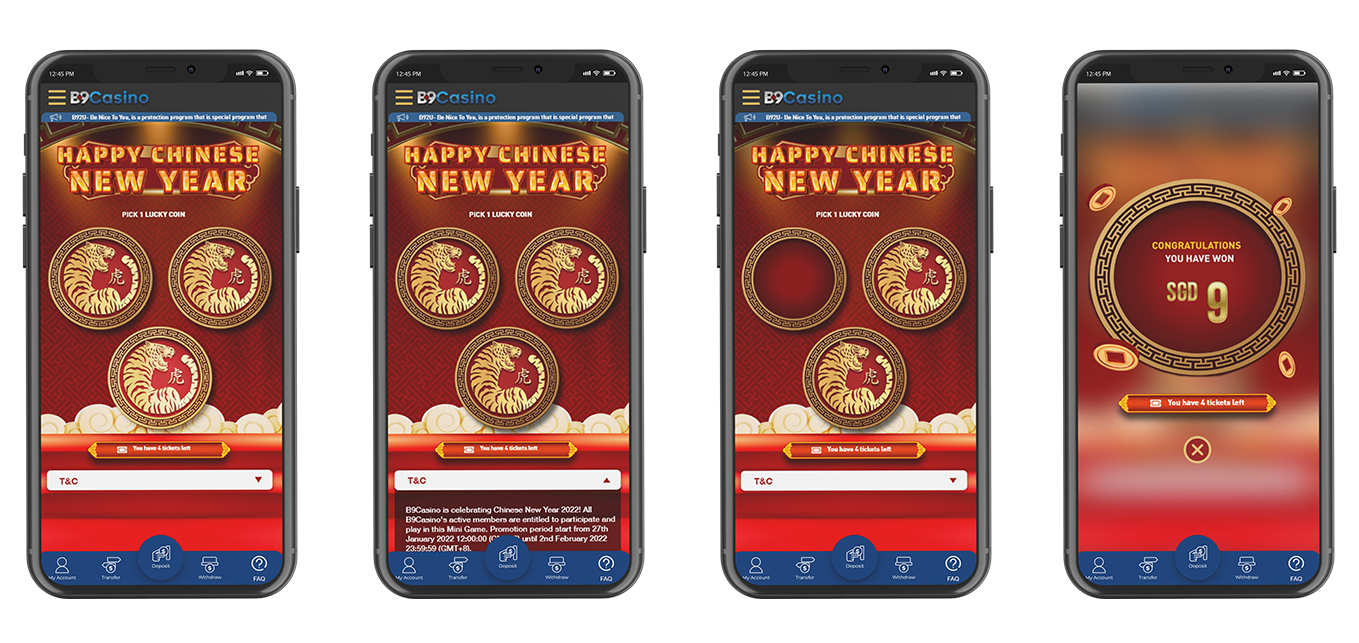 12:45 PM
B9Casino
B92U- Be Nice To You, is a protection program that is special program that
HAPPY CHINESE
NEW YEAR
PICK 1 LUCKY COIN
虎
虎
虎
You have 4 tickets left
T&C
My Account
Transfer
Deposit
Withdraw
FAQ
12:45 PM
B9Casino
B92U- Be Nice To You, is a protection program that is special program that
HAPPY CHINESE
NEW YEAR
PICK 1 LUCKY COIN
虎
虎
虎
You have 4 tickets left
T&C
B9Casino is celebrating Chinese New Year 2022! All
B9Casino's active members are entitled to participate and
play in this Mini Game. Promotion period start from 27th
January 2022 12:00:00 until 2nd February 2022
23:59:59 (GMT+8).
My Account
Transfer
Deposit
Withdraw
FAQ
12:45 PM
B9Casino
B92U- Be Nice To You, is a protection program that is special program that
HAPPY CHINESE
NEW YEAR
PICK 1 LUCKY COIN
虎
虎
You have 4 tickets left
T&C
My Account
Transfer
Deposit
Withdraw
FAQ
12:45 PM
CONGRATULATIONS
YOU HAVE WON
SGD 9
You have 4 tickets left
My Account
Transfer
Deposit
Withdraw
FAQ